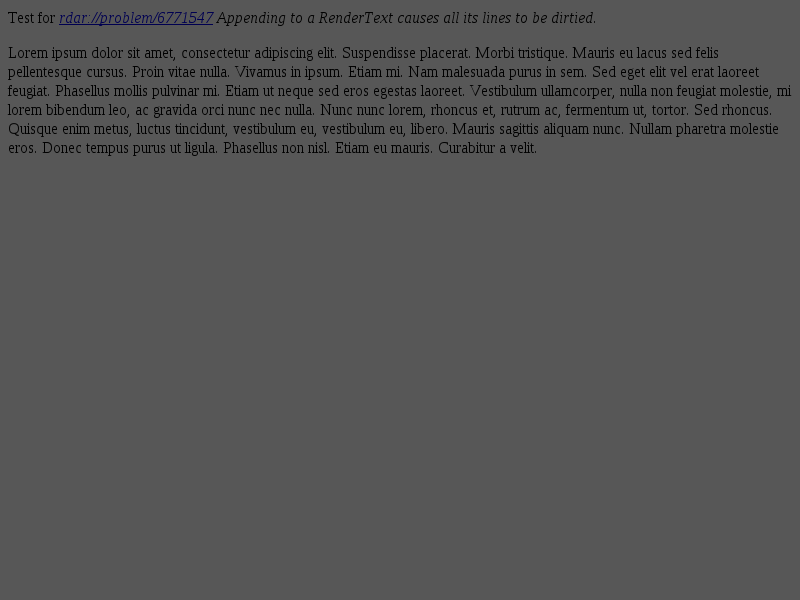 Test for rdar://problem/6771547 Appending to a RenderText causes all its lines to be dirtied.
Lorem ipsum dolor sit amet, consectetur adipiscing elit. Suspendisse placerat. Morbi tristique. Mauris eu lacus sed felis
pellentesque cursus. Proin vitae nulla. Vivamus in ipsum. Etiam mi. Nam malesuada purus in sem. Sed eget elit vel erat laoreet
feugiat. Phasellus mollis pulvinar mi. Etiam ut neque sed eros egestas laoreet. Vestibulum ullamcorper, nulla non feugiat molestie, mi
lorem bibendum leo, ac gravida orci nunc nec nulla. Nunc nunc lorem, rhoncus et, rutrum ac, fermentum ut, tortor. Sed rhoncus.
Quisque enim metus, luctus tincidunt, vestibulum eu, vestibulum eu, libero. Mauris sagittis aliquam nunc. Nullam pharetra molestie
eros. Donec tempus purus ut ligula. Phasellus non nisl. Etiam eu mauris. Curabitur a velit.